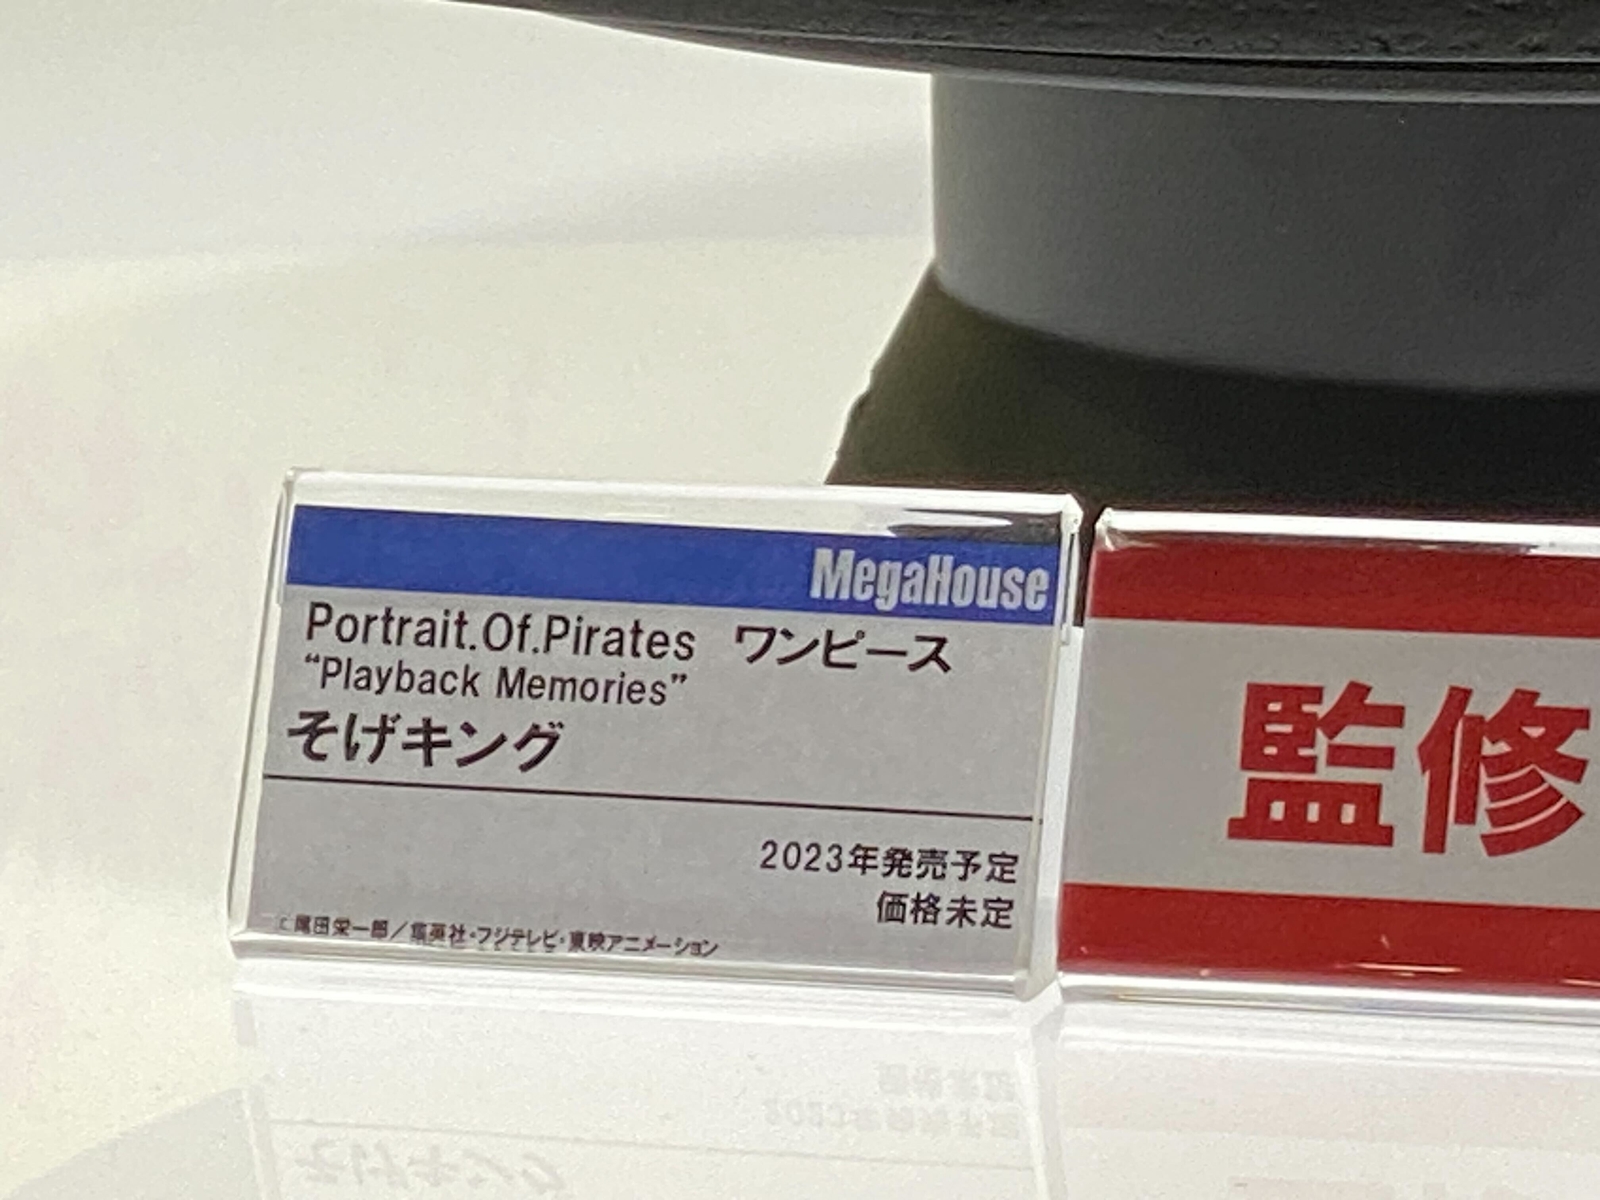 MegaHouse
Portrait.Of.Pirates ワンピース
“Playback Memories”
そげキング
2023年発売予定
価格未定
c 尾田栄一郎／集英社・フジテレビ・東映アニメーション
監修